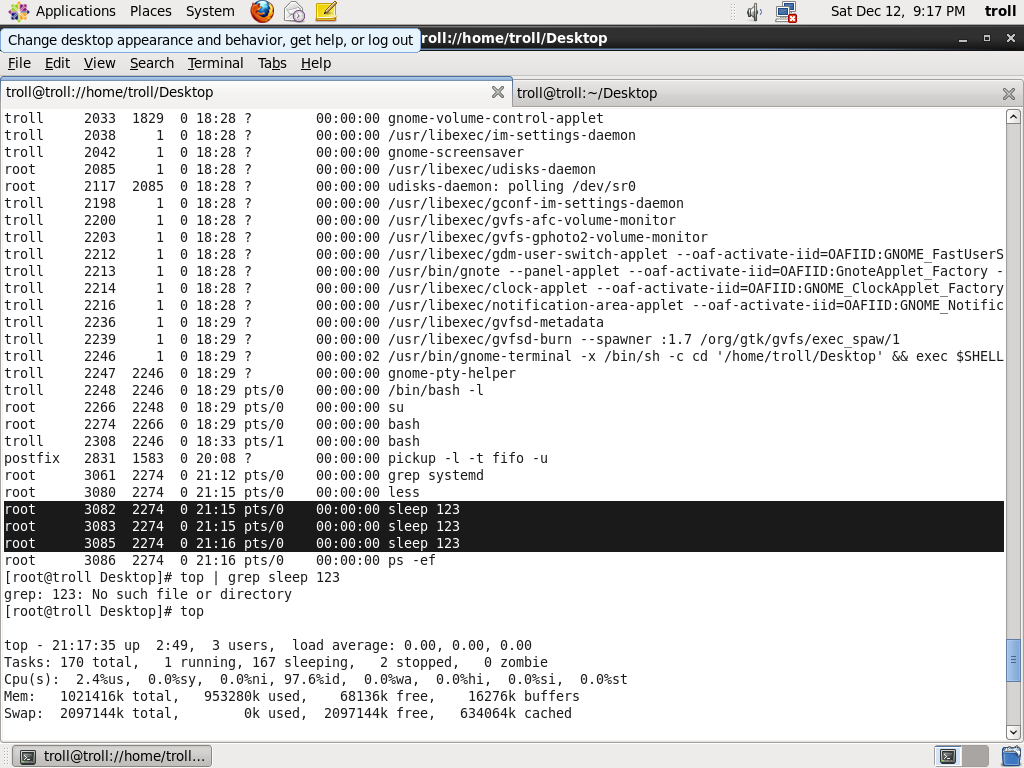 Applications Places System Sat Dec 12, 9:17 PM troll
Change desktop appearance and behavior, get help, or log out
roll://home/troll/Desktop
File Edit View Search Terminal Tabs Help
troll@troll://home/troll/Desktop troll@troll:~/Desktop
troll     2033  1829  0 18:28 ?        00:00:00 gnome-volume-control-applet
troll     2038     1  0 18:28 ?        00:00:00 /usr/libexec/im-settings-daemon
troll     2042     1  0 18:28 ?        00:00:00 gnome-screensaver
root      2085     1  0 18:28 ?        00:00:00 /usr/libexec/udisks-daemon
root      2117  2085  0 18:28 ?        00:00:00 udisks-daemon: polling /dev/sr0
troll     2198     1  0 18:28 ?        00:00:00 /usr/libexec/gconf-im-settings-daemon
troll     2200     1  0 18:28 ?        00:00:00 /usr/libexec/gvfs-afc-volume-monitor
troll     2203     1  0 18:28 ?        00:00:00 /usr/libexec/gvfs-gphoto2-volume-monitor
troll     2212     1  0 18:28 ?        00:00:00 /usr/libexec/gdm-user-switch-applet --oaf-activate-iid=OAFIID:GNOME_FastUserS
troll     2213     1  0 18:28 ?        00:00:00 /usr/bin/gnote --panel-applet --oaf-activate-iid=OAFIID:GnoteApplet_Factory -
troll     2214     1  0 18:28 ?        00:00:00 /usr/libexec/clock-applet --oaf-activate-iid=OAFIID:GNOME_ClockApplet_Factory
troll     2216     1  0 18:28 ?        00:00:00 /usr/libexec/notification-area-applet --oaf-activate-iid=OAFIID:GNOME_Notific
troll     2236     1  0 18:29 ?        00:00:00 /usr/libexec/gvfsd-metadata
troll     2239     1  0 18:29 ?        00:00:00 /usr/libexec/gvfsd-burn --spawner :1.7 /org/gtk/gvfs/exec_spaw/1
troll     2246     1  0 18:29 ?        00:00:02 /usr/bin/gnome-terminal -x /bin/sh -c cd '/home/troll/Desktop' && exec $SHELL
troll     2247  2246  0 18:29 ?        00:00:00 gnome-pty-helper
troll     2248  2246  0 18:29 pts/0    00:00:00 /bin/bash -l
root      2266  2248  0 18:29 pts/0    00:00:00 su
root      2274  2266  0 18:29 pts/0    00:00:00 bash
troll     2308  2246  0 18:33 pts/1    00:00:00 bash
postfix   2831  1583  0 20:08 ?        00:00:00 pickup -l -t fifo -u
root      3061  2274  0 21:12 pts/0    00:00:00 grep systemd
root      3080  2274  0 21:15 pts/0    00:00:00 less
root      3082  2274  0 21:15 pts/0    00:00:00 sleep 123
root      3083  2274  0 21:15 pts/0    00:00:00 sleep 123
root      3085  2274  0 21:16 pts/0    00:00:00 sleep 123
root      3086  2274  0 21:16 pts/0    00:00:00 ps -ef
[root@troll Desktop]# top | grep sleep 123
grep: 123: No such file or directory
[root@troll Desktop]# top
top - 21:17:35 up  2:49,  3 users,  load average: 0.00, 0.00, 0.00
Tasks: 170 total,   1 running, 167 sleeping,   2 stopped,   0 zombie
Cpu(s):  2.4%us,  0.0%sy,  0.0%ni, 97.6%id,  0.0%wa,  0.0%hi,  0.0%si,  0.0%st
Mem:   1021416k total,   953280k used,    68136k free,    16276k buffers
Swap:  2097144k total,        0k used,  2097144k free,   634064k cached
troll@troll://home/troll...